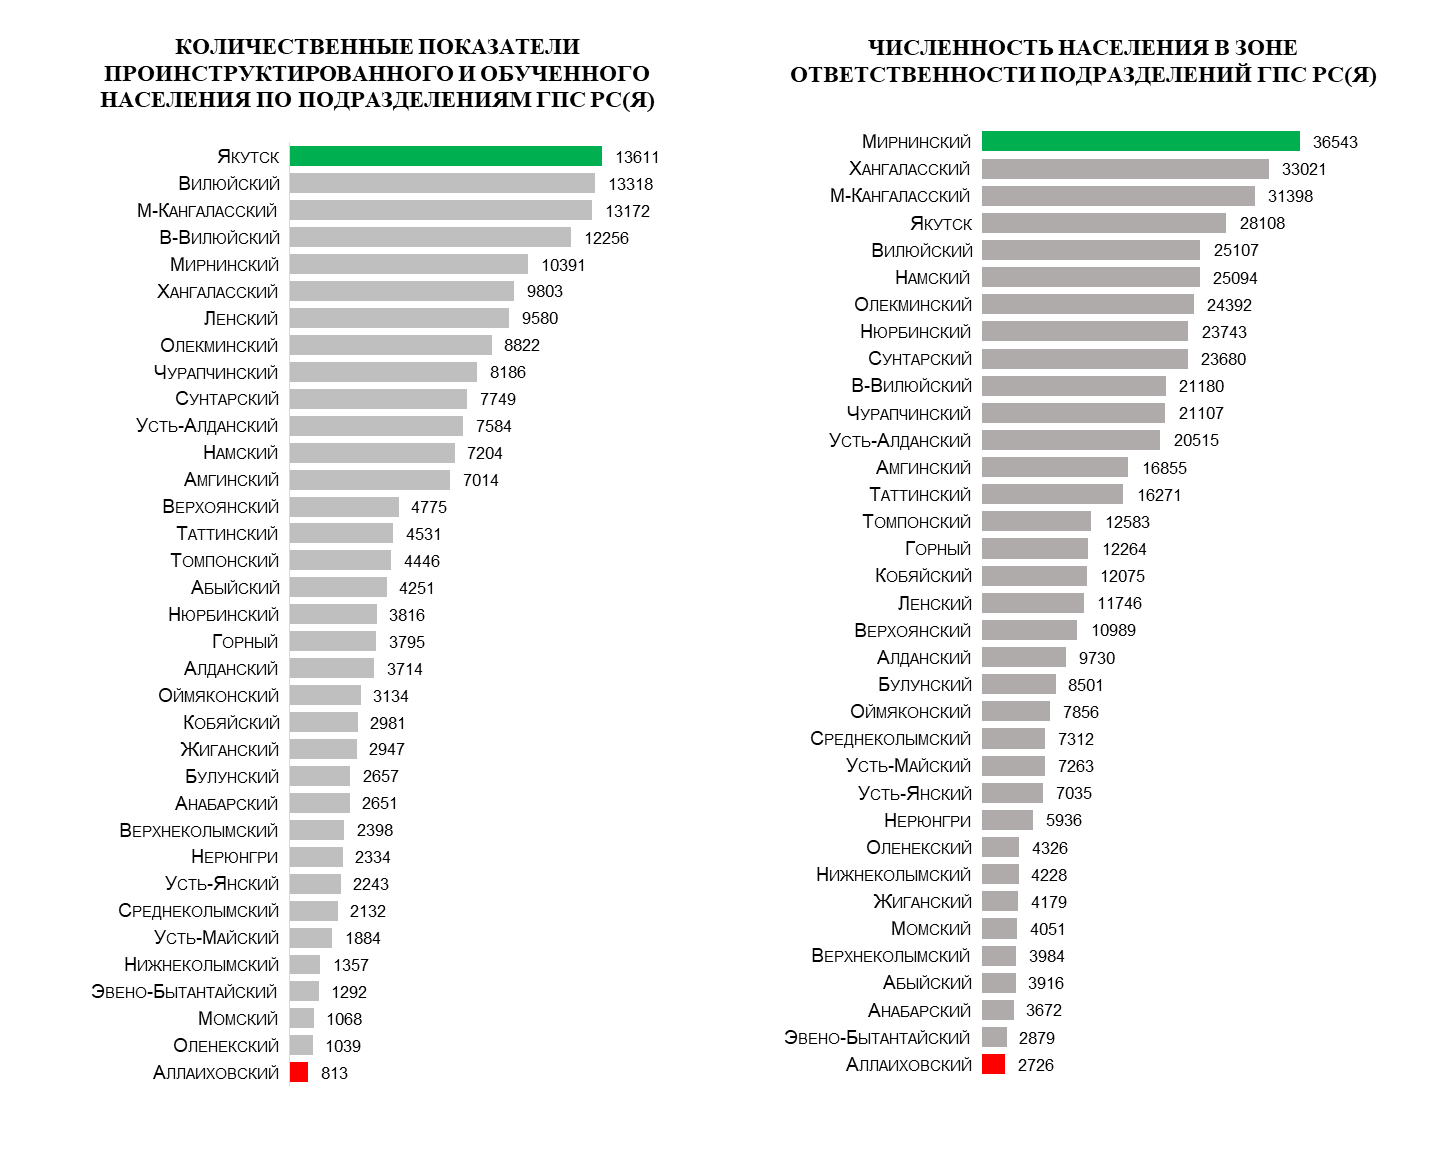 КОЛИЧЕСТВЕННЫЕ ПОКАЗАТЕЛИ
ПРОИНСТРУКТИРОВАННОГО И ОБУЧЕННОГО
НАСЕЛЕНИЯ ПО ПОДРАЗДЕЛЕНИЯМ ГПС РС(Я)
ЯКУТСК 13611
ВИЛЮЙСКИЙ 13318
М-КАНГАЛАССКИЙ 13172
В-ВИЛЮЙСКИЙ 12256
МИРНИНСКИЙ 10391
ХАНГАЛАССКИЙ 9803
ЛЕНСКИЙ 9580
ОЛЕКМИНСКИЙ 8822
ЧУРАПЧИНСКИЙ 8186
СУНТАРСКИЙ 7749
УСТЬ-АЛДАНСКИЙ 7584
НАМСКИЙ 7204
АМГИНСКИЙ 7014
ВЕРХОЯНСКИЙ 4775
ТАТТИНСКИЙ 4531
ТОМПОНСКИЙ 4446
АБЫЙСКИЙ 4251
НЮРБИНСКИЙ 3816
ГОРНЫЙ 3795
АЛДАНСКИЙ 3714
ОЙМЯКОНСКИЙ 3134
КОБЯЙСКИЙ 2981
ЖИГАНСКИЙ 2947
БУЛУНСКИЙ 2657
АНАБАРСКИЙ 2651
ВЕРХНЕКОЛЫМСКИЙ 2398
НЕРЮНГРИ 2334
УСТЬ-ЯНСКИЙ 2243
СРЕДНЕКОЛЫМСКИЙ 2132
УСТЬ-МАЙСКИЙ 1884
НИЖНЕКОЛЫМСКИЙ 1357
ЭВЕНО-БЫТАНТАЙСКИЙ 1292
МОМСКИЙ 1068
ОЛЕНЕКСКИЙ 1039
АЛЛАИХОВСКИЙ 813
ЧИСЛЕННОСТЬ НАСЕЛЕНИЯ В ЗОНЕ
ОТВЕТСТВЕННОСТИ ПОДРАЗДЕЛЕНИЙ ГПС РС(Я)
МИРНИНСКИЙ 36543
ХАНГАЛАССКИЙ 33021
М-КАНГАЛАССКИЙ 31398
ЯКУТСК 28108
ВИЛЮЙСКИЙ 25107
НАМСКИЙ 25094
ОЛЕКМИНСКИЙ 24392
НЮРБИНСКИЙ 23743
СУНТАРСКИЙ 23680
В-ВИЛЮЙСКИЙ 21180
ЧУРАПЧИНСКИЙ 21107
УСТЬ-АЛДАНСКИЙ 20515
АМГИНСКИЙ 16855
ТАТТИНСКИЙ 16271
ТОМПОНСКИЙ 12583
ГОРНЫЙ 12264
КОБЯЙСКИЙ 12075
ЛЕНСКИЙ 11746
ВЕРХОЯНСКИЙ 10989
АЛДАНСКИЙ 9730
БУЛУНСКИЙ 8501
ОЙМЯКОНСКИЙ 7856
СРЕДНЕКОЛЫМСКИЙ 7312
УСТЬ-МАЙСКИЙ 7263
УСТЬ-ЯНСКИЙ 7035
НЕРЮНГРИ 5936
ОЛЕНЕКСКИЙ 4326
НИЖНЕКОЛЫМСКИЙ 4228
ЖИГАНСКИЙ 4179
МОМСКИЙ 4051
ВЕРХНЕКОЛЫМСКИЙ 3984
АБЫЙСКИЙ 3916
АНАБАРСКИЙ 3672
ЭВЕНО-БЫТАНТАЙСКИЙ 2879
АЛЛАИХОВСКИЙ 2726